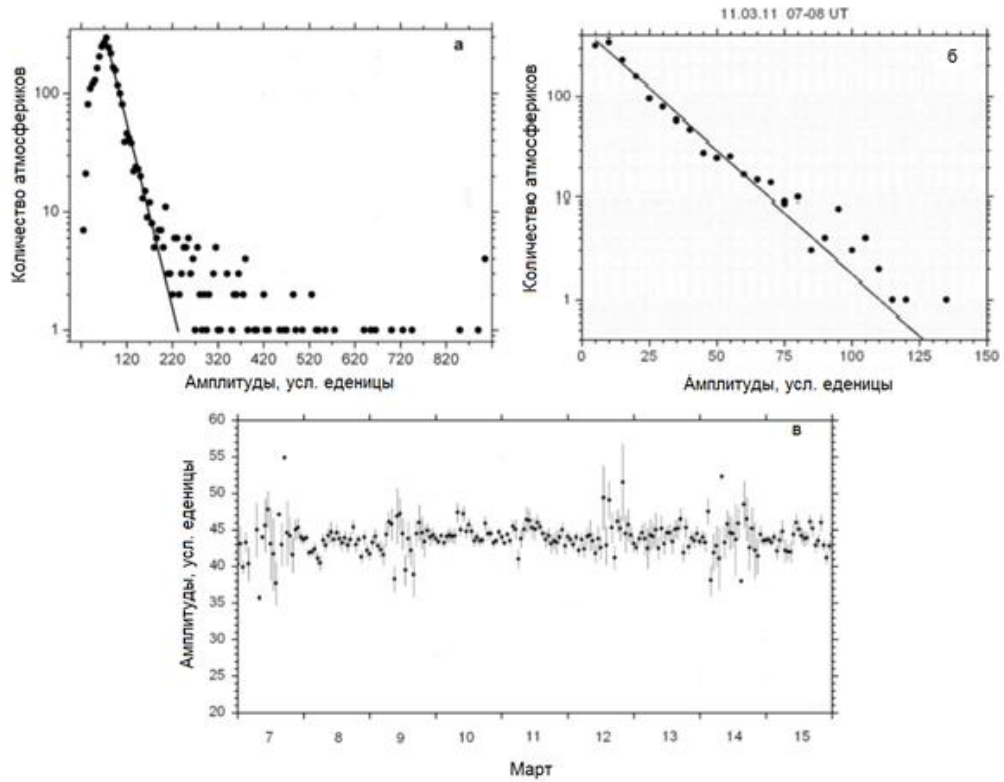 11.03.11 07-08 UT
а
Количество атмосфериков
100
10
1
120 220 320 420 520 620 720 820
Амплитуды, усл. еденицы
б
Количествю атмосфериков
100
10
1
0 25 50 75 100 125 150
Амплитуды, усл. еденицы
в
Амплитуды, усл. еденицы
60
55
50
45
40
35
30
25
20
7 8 9 10 11 12 13 14 15
Март